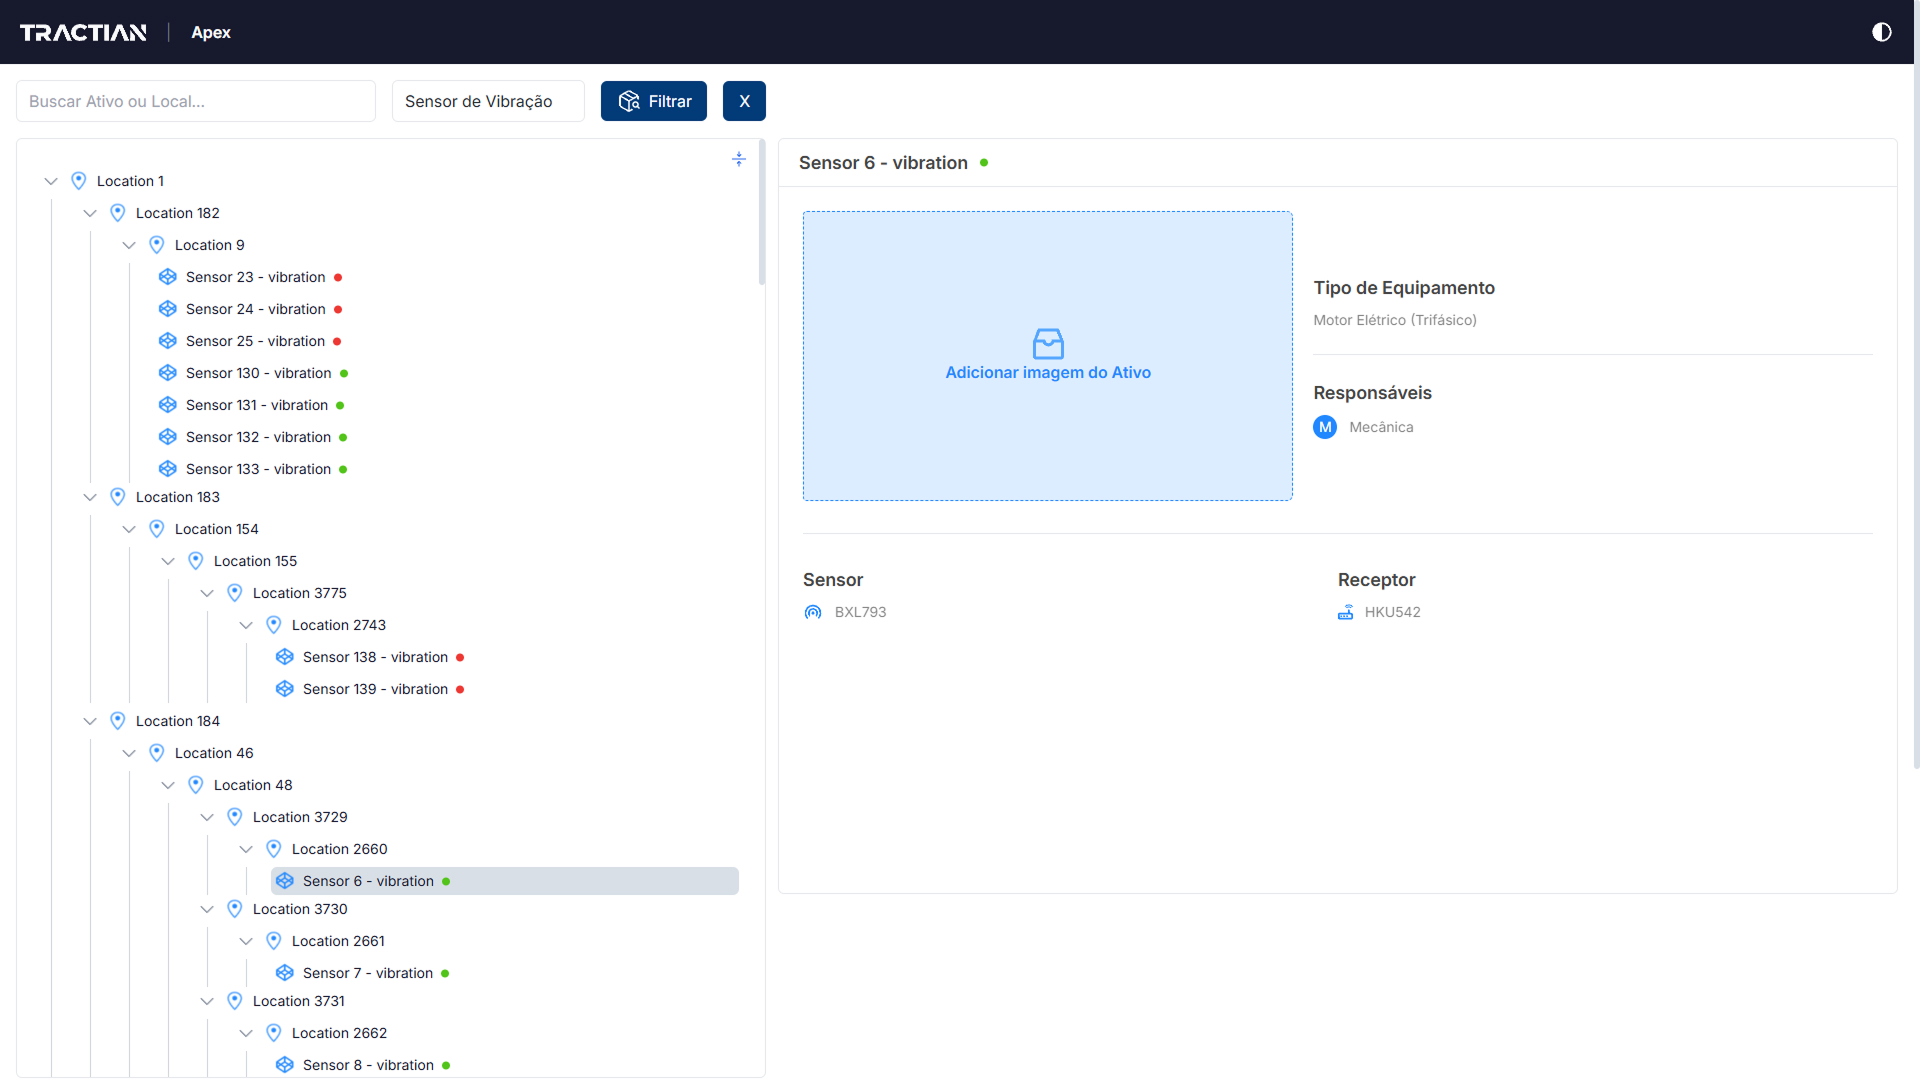 TRACTIAN
Apex
Buscar Ativo ou Local...
Sensor de Vibração
Filtrar
X
Location 1
Location 182
Location 9
Sensor 23 - vibration
Sensor 24 - vibration
Sensor 25 - vibration
Sensor 130 - vibration
Sensor 131 - vibration
Sensor 132 - vibration
Sensor 133 - vibration
Location 183
Location 154
Location 155
Location 3775
Location 2743
Sensor 138 - vibration
Sensor 139 - vibration
Location 184
Location 46
Location 48
Location 3729
Location 2660
Sensor 6 - vibration
Location 3730
Location 2661
Sensor 7 - vibration
Location 3731
Location 2662
Sensor 8 - vibration
Sensor 6 - vibration
Adicionar imagem do Ativo
Tipo de Equipamento
Motor Elétrico (Trifásico)
Responsáveis
M Mecânica
Sensor
BXL793
Receptor
HKU542